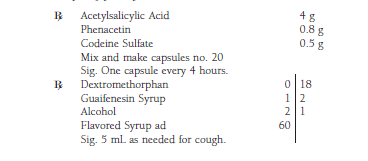 ℞ Acetylsalicylic Acid 4 g
Phenacetin 0.8 g
Codeine Sulfate 0.5 g
Mix and make capsules no. 20
Sig. One capsule every 4 hours.
℞ Dextromethorphan 0 | 18
Guaifenesin Syrup 1 | 2
Alcohol 2 | 1
Flavored Syrup ad 60 |
Sig. 5 mL as needed for cough.